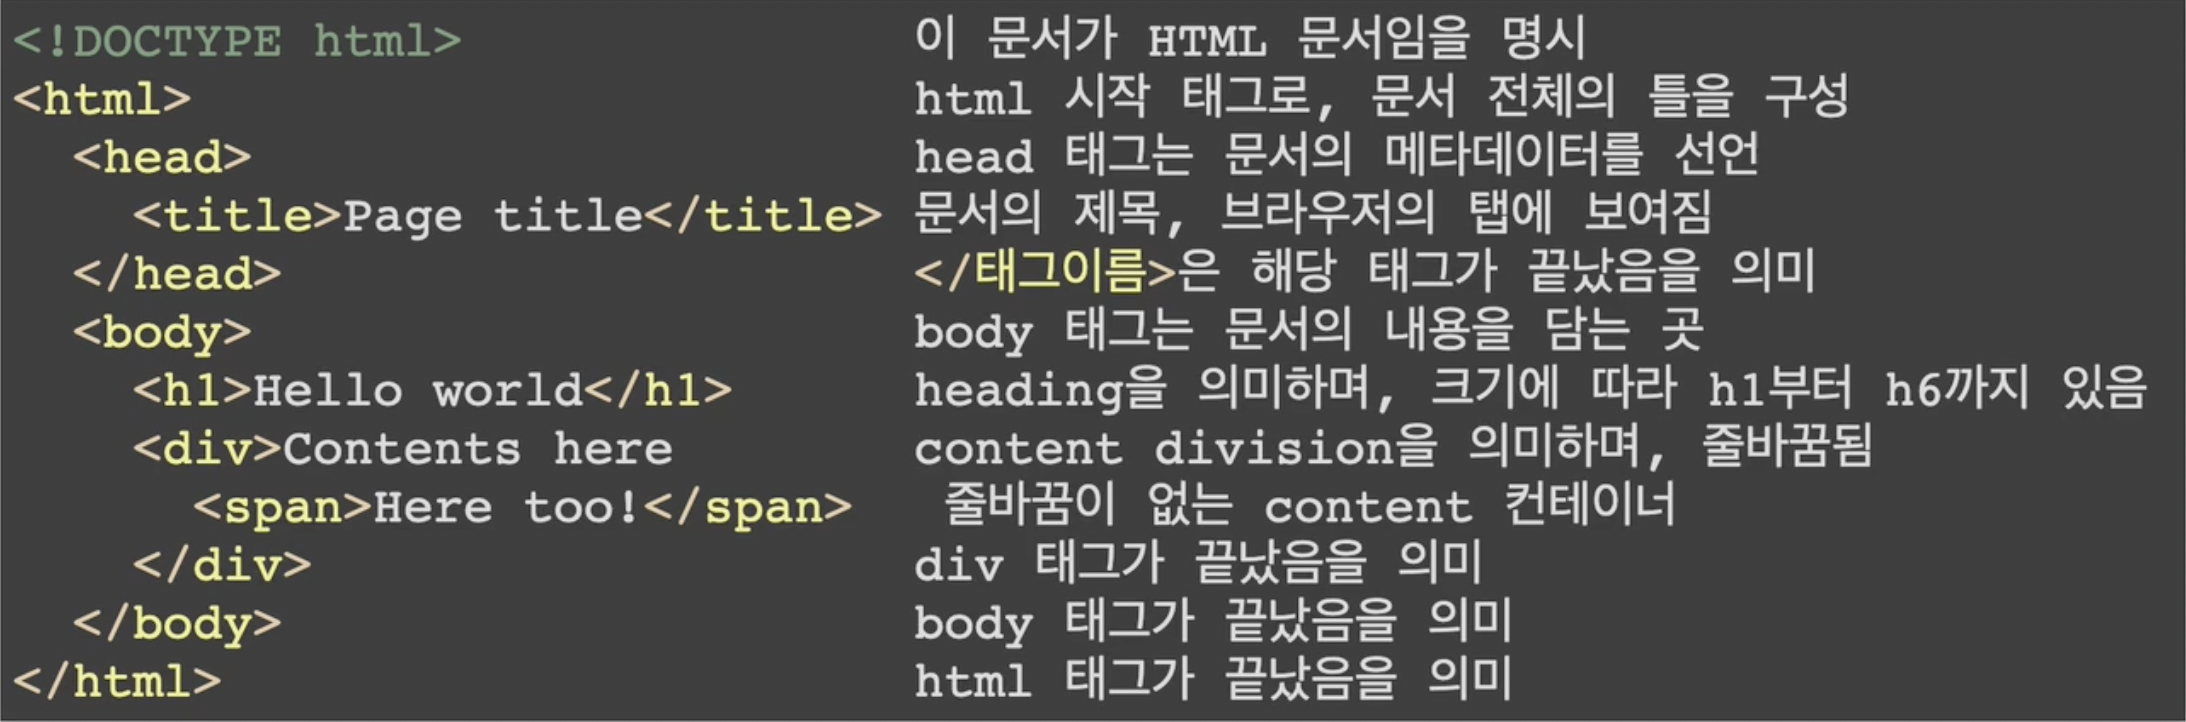 <!DOCTYPE html> 이 문서가 HTML 문서임을 명시
<html> html 시작 태그로, 문서 전체의 틀을 구성
<head> head 태그는 문서의 메타데이터를 선언
<title>Page title</title> 문서의 제목, 브라우저의 탭에 보여짐
</head> </태그이름>은 해당 태그가 끝났음을 의미
<body> body 태그는 문서의 내용을 담는 곳
<h1>Hello world</h1> heading을 의미하며, 크기에 따라 h1부터 h6까지 있음
<div>Contents here content division을 의미하며, 줄바꿈됨
<span>Here too!</span> 줄바꿈이 없는 content 컨테이너
</div> div 태그가 끝났음을 의미
</body> body 태그가 끝났음을 의미
</html> html 태그가 끝났음을 의미